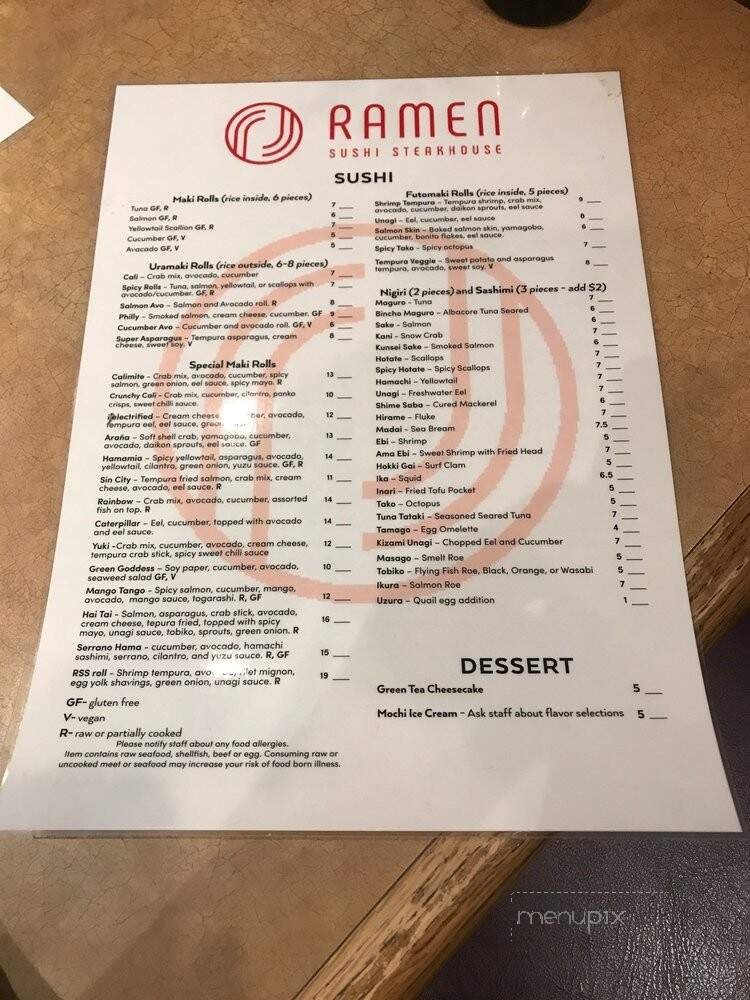 RAMEN
SUSHI STEAKHOUSE
SUSHI
Maki Rolls (rice inside, 6 pieces)
Tuna GF, R 7
Salmon GF, R 6
Yellowtail Scallion GF, R 7
Cucumber GF, V 5
Avacado GF, V 5
Uramaki Rolls (rice outside, 6-8 pieces)
Cali - Crab mix, avocado, cucumber 7
Spicy Rolls - Tuna, salmon, yellowtail, or scallops with
avocado/cucumber. GF, R 7
Salmon Avo - Salmon and Avocado roll. R 8
Philly - Smoked salmon, cream cheese, cucumber. GF 9
Cucumber Avo - Cucumber and avocado roll. GF, V 6
Super Asparagus - Tempura asparagus, cream
cheese, sweet soy. V 8
Special Maki Rolls
Calimite - Crab mix, avocado, cucumber, spicy
salmon, green onion, eel sauce, spicy mayo. R 13
Crunchy Cali - Crab mix, cucumber, cilantro, panko
crisps, sweet chilli sauce. 10
Electrified - Cream cheese, avocado,
tempura eel, eel sauce, 12
Araña - Soft shell crab, yamagobo, cucumber,
avocado, daikon sprouts, eel sauce. GF 13
Hamamia - Spicy yellowtail, asparagus, avocado,
yellowtail, cilantro, green onion, yuzu sauce. GF, R 14
Sin City - Tempura fried salmon, crab mix, cream
cheese, avocado, eel sauce. R 11
Rainbow - Crab mix, avocado, cucumber, assorted
fish on top. R 14
Caterpillar - Eel, cucumber, topped with avocado
and eel sauce. 14
Yuki -Crab mix, cucumber, avocado, cream cheese,
tempura crab stick, spicy sweet chili sauce 12
Green Goddess - Soy paper, cucumber, avocado,
seaweed salad GF, V 10
Mango Tango - Spicy salmon, cucumber, mango,
avocado, mango sauce, togarashi. R, GF 12
Hai Tai - Salmon, asparagus, crab stick, avocado,
cream cheese, tepura fried, topped with spicy
mayo, unagi sauce, tobiko, sprouts, green onion. R 16
Serrano Hama - cucumber, avocado, hamachi
sashimi, serrano, cilantro, and yuzu sauce. R, GF 15
RSS roll - Shrimp tempura, mignon,
egg yolk shavings, green onion, unagi sauce. R 19
GF- gluten free
V- vegan
R- raw or partially cooked
Please notify staff about any food allergies.
Item contains raw seafood, shellfish, beef or egg. Consuming raw or
uncooked meet or seafood may increase your risk of food born illness.
Futomaki Rolls (rice inside, 5 pieces)
Shrimp Tempura - Tempura shrimp, crab mix,
avocado, cucumber, daikon sprouts, eel sauce 9
Unagi - Eel, cucumber, eel sauce 8
Salmon Skin - Baked salmon skin, yamagobo,
cucumber, bonito flakes, eel sauce. 6
Spicy Tako - Spicy octopus 7
Tempura Veggie - Sweet potato and asparagus
tempura, avocado, sweet soy. V 8
Nigiri (2 pieces) and Sashimi (3 pieces - add $2)
Maguro - Tuna 7
Bincho Maguro - Albacore Tuna Seared 6
Sake - Salmon 6
Kani - Snow Crab 7
Kunsei Sake - Smoked Salmon 6
Hotate - Scallops 7
Spicy Hotate - Spicy Scallops 7
Hamachi - Yellowtail 7
Unagi - Freshwater Eel 7
Shime Saba - Cured Mackerel 6
Hirame - Fluke 7
Madai - Sea Bream 7.5
Ebi - Shrimp 5
Ama Ebi - Sweet Shrimp with Fried Head 7
Hokki Gai - Surf Clam 5
Ika - Squid 6.5
Inari - Fried Tofu Pocket 5
Tako - Octopus 5
Tuna Tataki - Seasoned Seared Tuna 7
Tamago - Egg Omelette 4
Kizami Unagi - Chopped Eel and Cucumber 7
Masago - Smelt Roe 5
Tobiko - Flying Fish Roe, Black, Orange, or Wasabi 5
Ikura - Salmon Roe 7
Uzura - Quail egg addition 1
DESSERT
Green Tea Cheesecake 5
Mochi Ice Cream - Ask staff about flavor selections 5
menupix